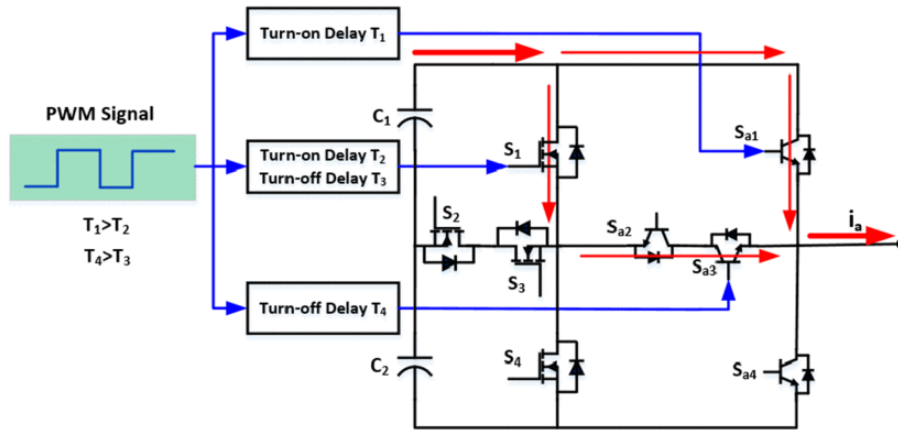 Turn-on Delay T₁
PWM Signal
C₁
S₁
Sₐ₁
Turn-on Delay T₂
Turn-off Delay T₃
T₁>T₂
T₄>T₃
S₂
S₃
Sₐ₂
Sₐ₃
iₐ
Turn-off Delay T₄
C₂
S₄
Sₐ₄